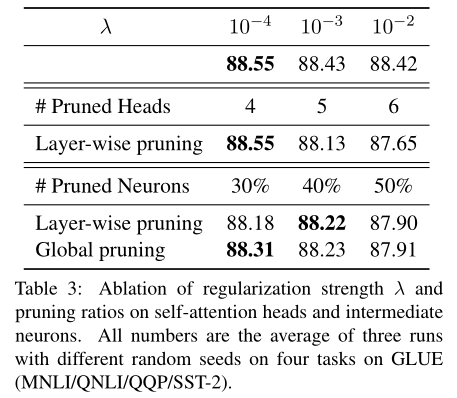 λ 10⁻⁴ 10⁻³ 10⁻²
88.55 88.43 88.42
# Pruned Heads 4 5 6
Layer-wise pruning 88.55 88.13 87.65
# Pruned Neurons 30% 40% 50%
Layer-wise pruning 88.18 88.22 87.90
Global pruning 88.31 88.23 87.91
Table 3: Ablation of regularization strength λ and
pruning ratios on self-attention heads and intermediate
neurons. All numbers are the average of three runs
with different random seeds on four tasks on GLUE
(MNLI/QNLI/QQP/SST-2).